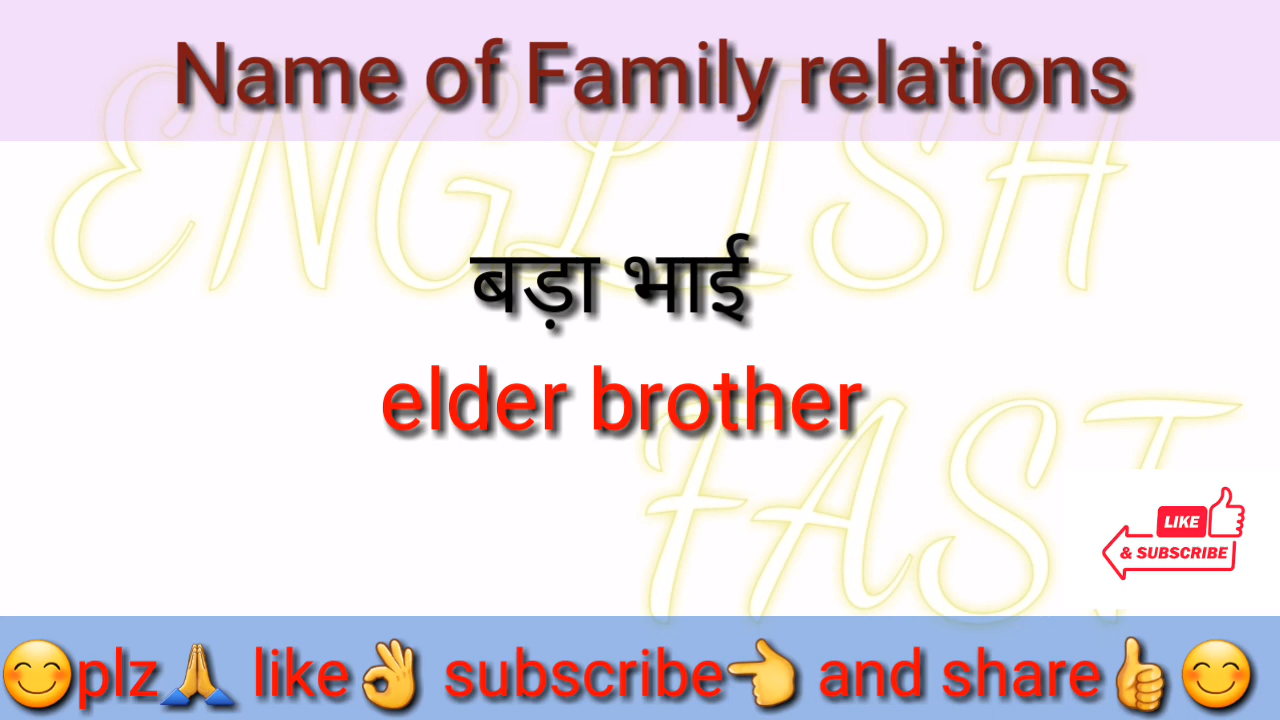 Name of Family relations
ENGLISH
बड़ा भाई
elder brother
FAST
LIKE
& SUBSCRIBE
😊plz🙏 like👌 subscribe👈 and share👍😊